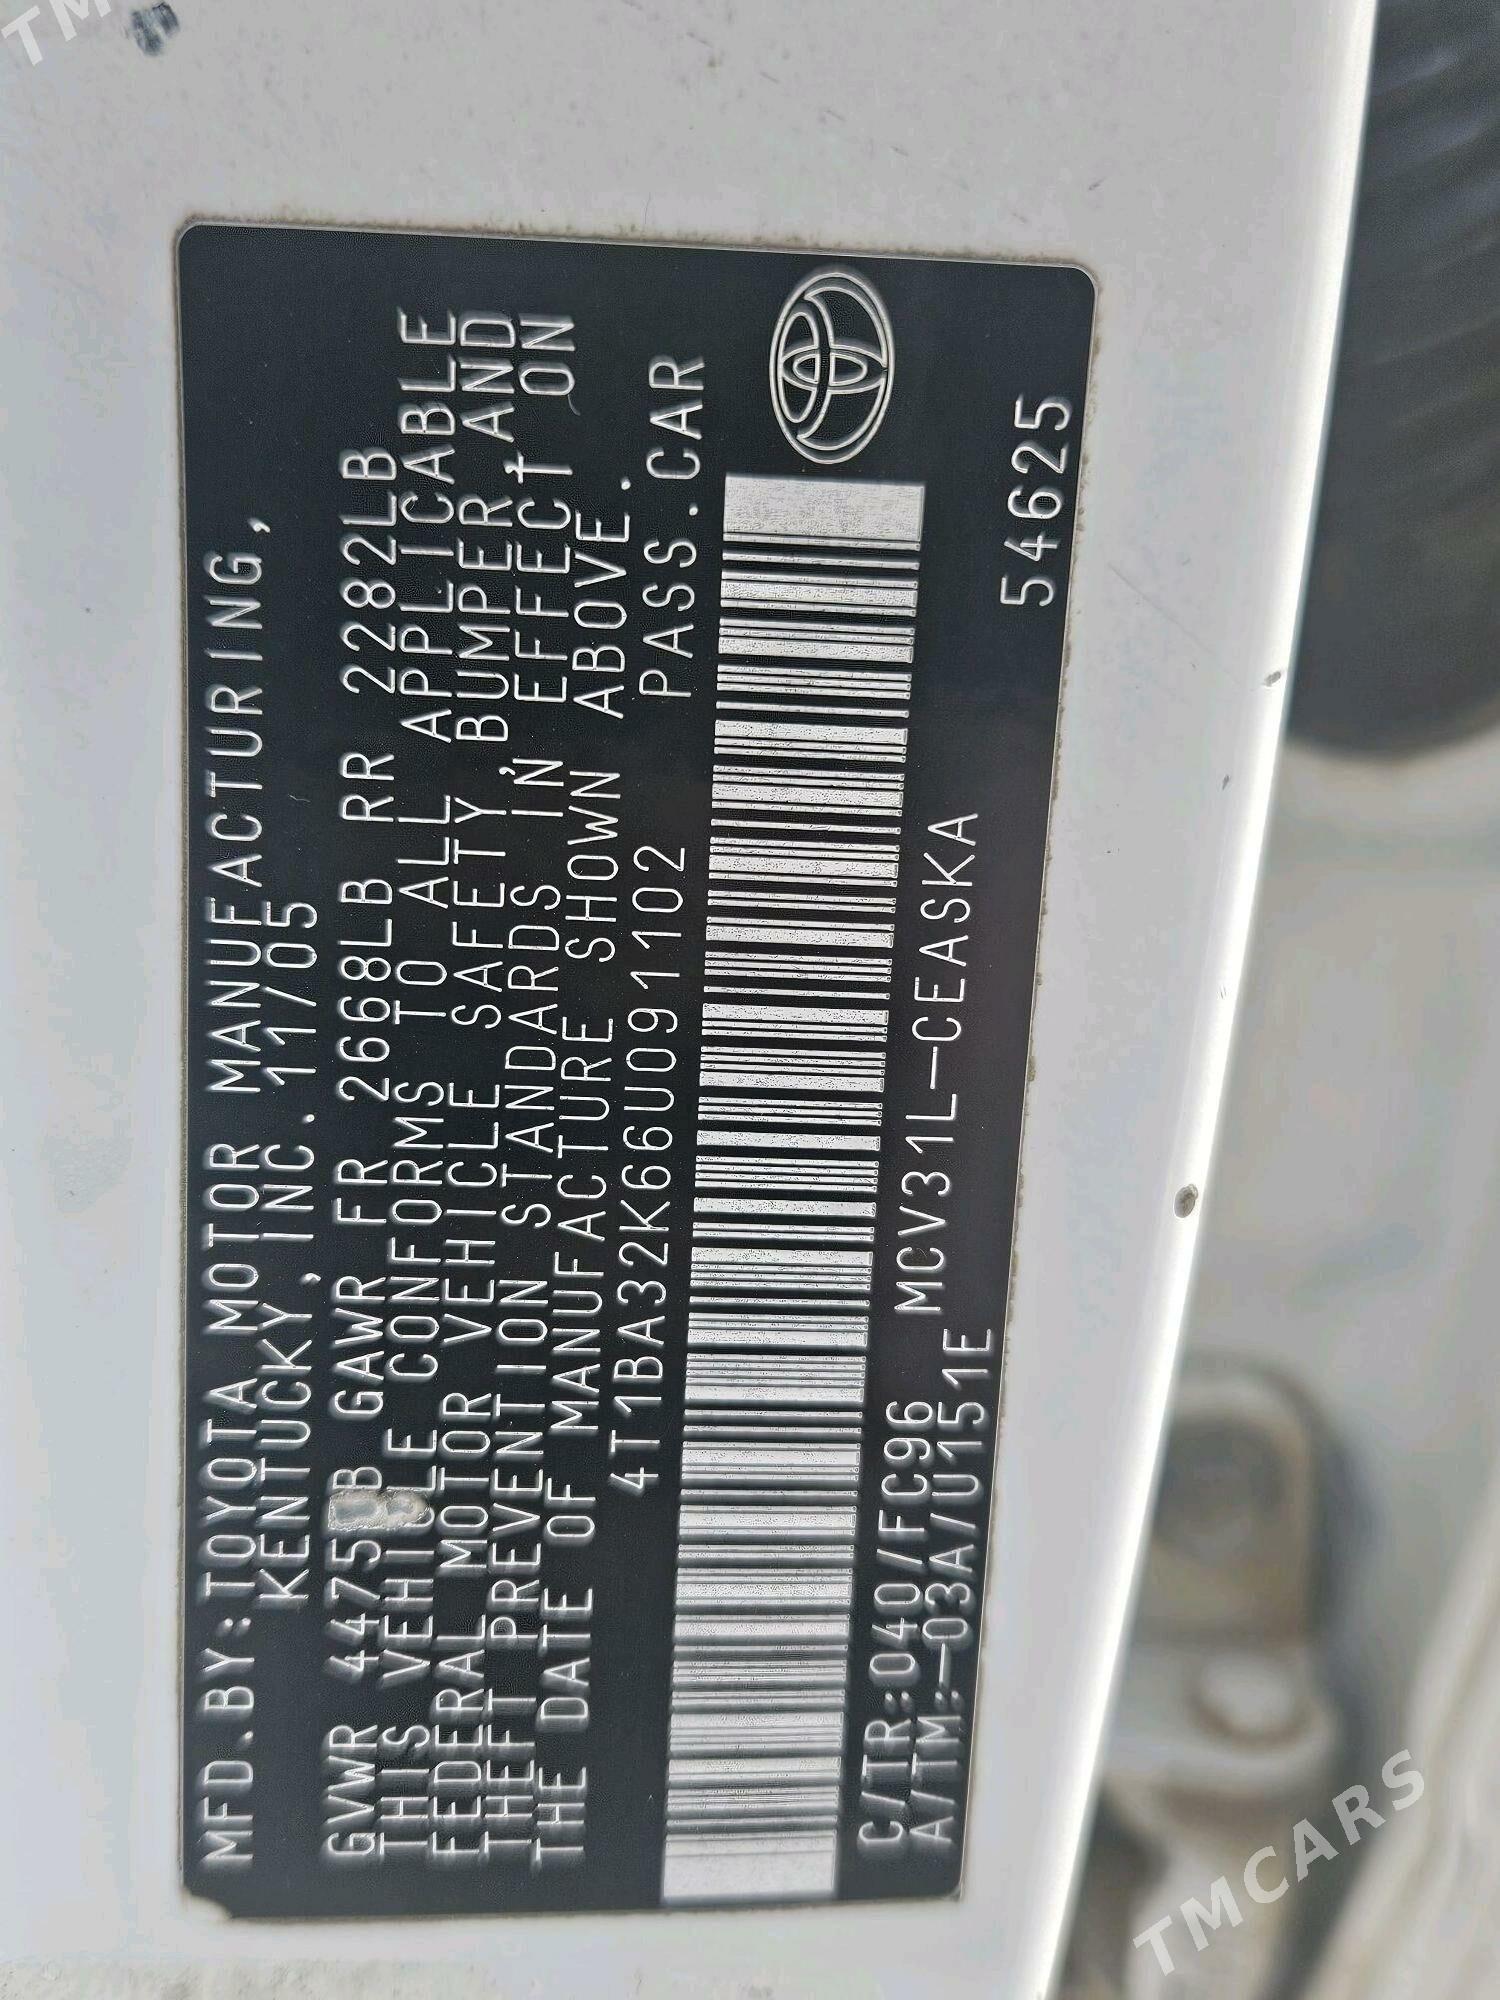 MFD.BY:TOYOTA MOTOR MANUFACTURING,
KENTUCKY, INC. 11/05
GVWR 4475 B GAWR FR 2668LB RR 2282LB
THIS VEHICLE CONFORMS TO ALL APPLICABLE
FEDERAL MOTOR VEHICLE SAFETY, BUMPER, AND
THEFT PREVENTION STANDARDS IN EFFECT ON
THE DATE OF MANUFACTURE SHOWN ABOVE.
4T1BA32K66U091102 PASS.CAR
C/TR:040/FC96 MCV31L-CEASKA
A/TM:-03A/U151E 54625
TMCARS
TM